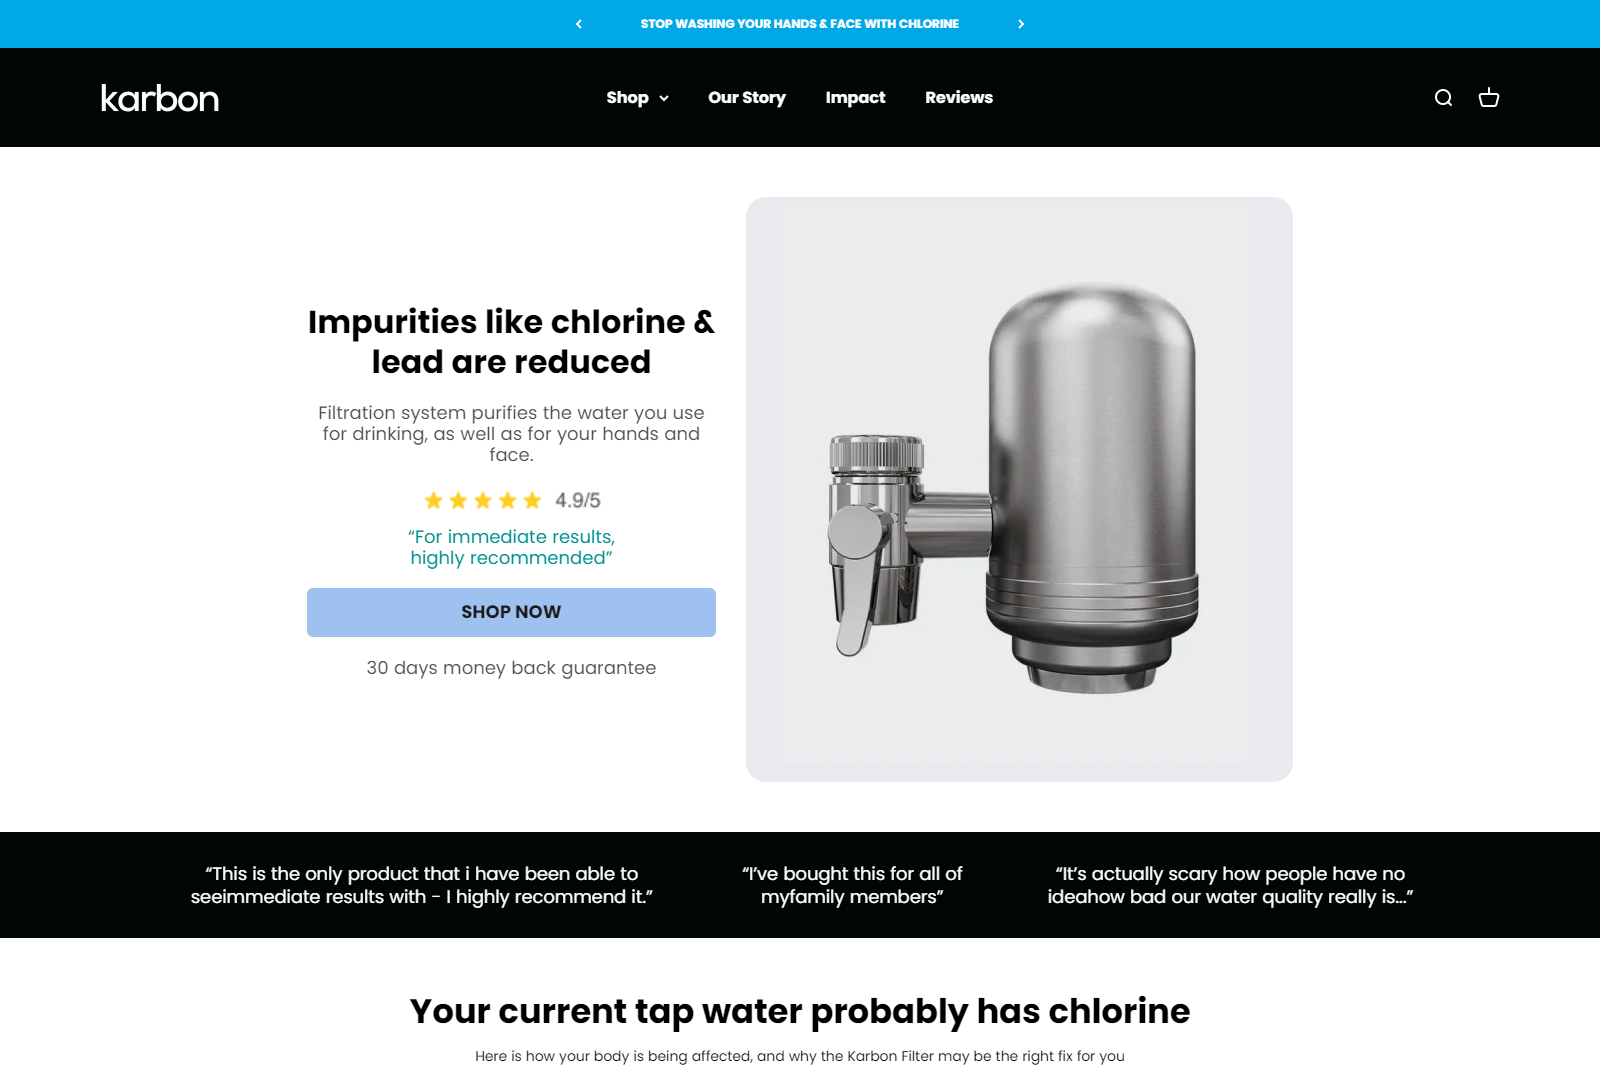 STOP WASHING YOUR HANDS & FACE WITH CHLORINE
karbon
Shop
Our Story
Impact
Reviews
Impurities like chlorine &
lead are reduced
Filtration system purifies the water you use
for drinking, as well as for your hands and
face.
4.9/5
“For immediate results,
highly recommended”
SHOP NOW
30 days money back guarantee
“This is the only product that i have been able to
seeimmediate results with - I highly recommend it.”
“I’ve bought this for all of
myfamily members”
“It’s actually scary how people have no
ideahow bad our water quality really is...”
Your current tap water probably has chlorine
Here is how your body is being affected, and why the Karbon Filter may be the right fix for you